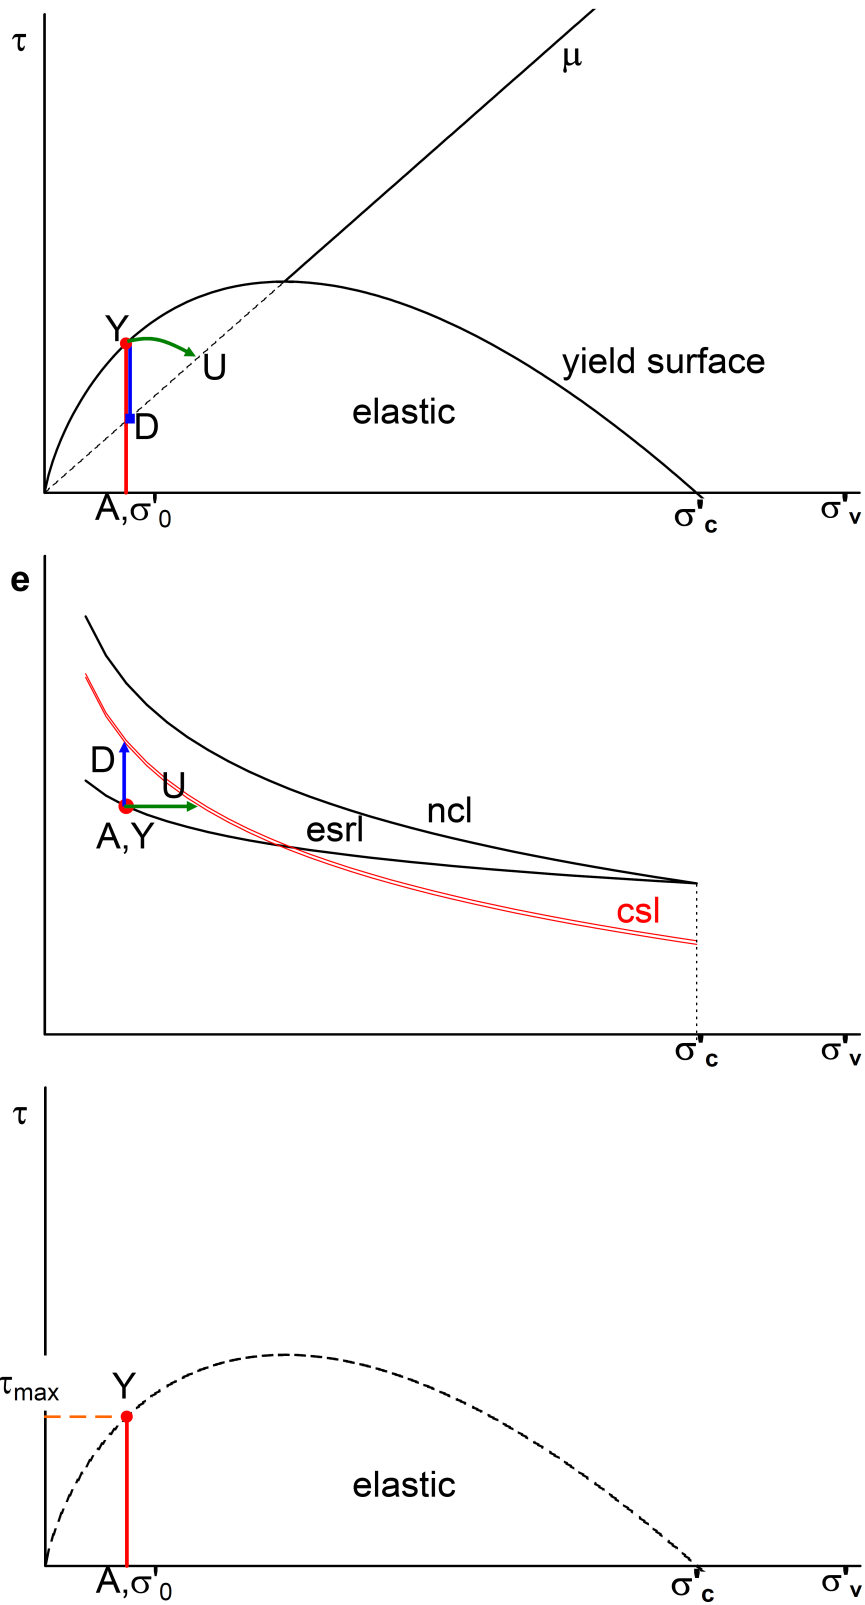 τ
μ
Y
U
yield surface
elastic
D
A,σ'₀
σ'c
σ'v
e
D
U
ncl
esrl
A,Y
csl
σ'c
σ'v
τ
τmax
Y
elastic
A,σ'₀
σ'c
σ'v